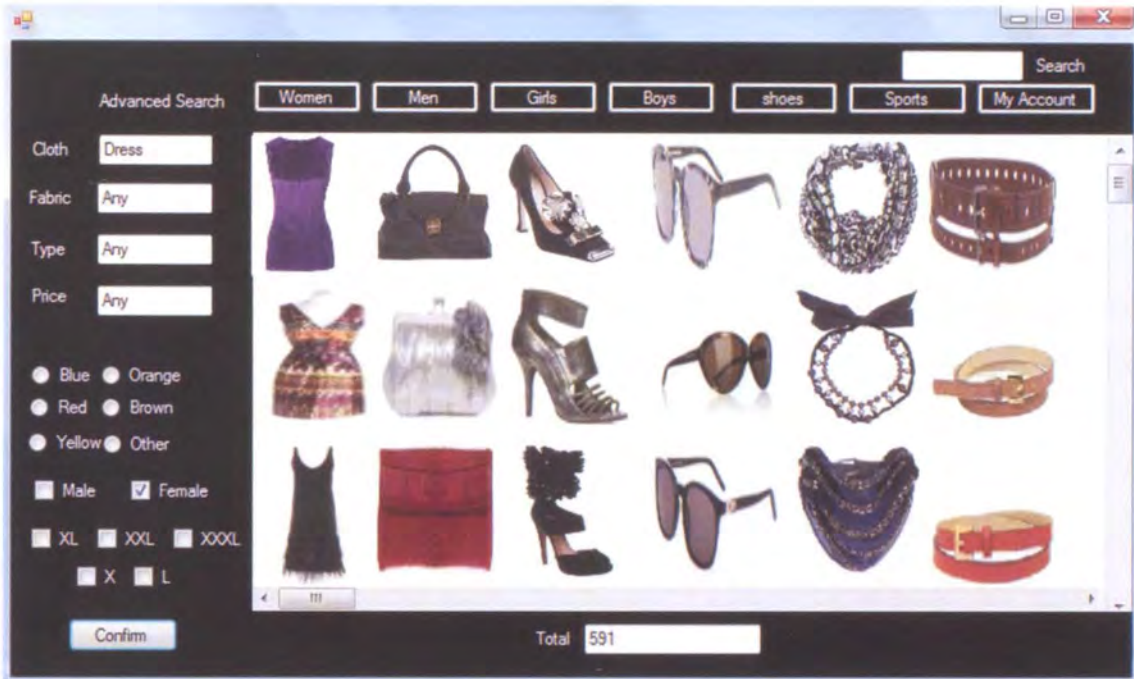 Search
Advanced Search
Women Men Girls Boys shoes Sports My Account
Cloth Dress
Fabric Any
Type Any
Price Any
Blue Orange
Red Brown
Yellow Other
Male Female
XL XXL XXXL
X L
Confirm
Total 591